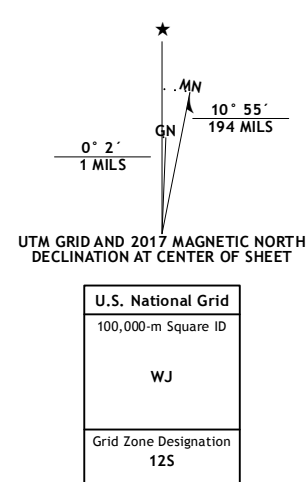 ★
MN
GN
10° 55´
194 MILS
0° 2´
1 MILS
UTM GRID AND 2017 MAGNETIC NORTH
DECLINATION AT CENTER OF SHEET
U.S. National Grid
100,000-m Square ID
WJ
Grid Zone Designation
12S